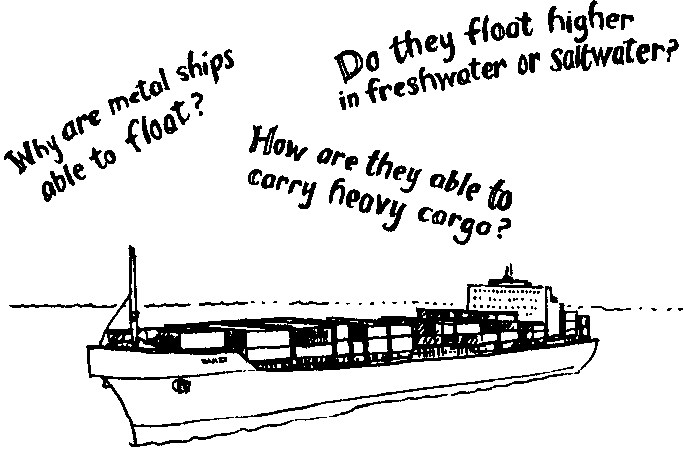 Why are metal ships
able to float?
Do they float higher
in freshwater or saltwater?
How are they able to
carry heavy cargo?